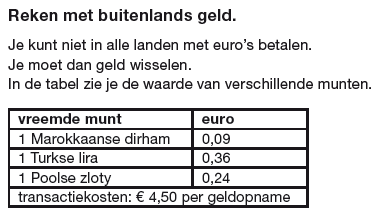 Reken met buitenlands geld.
Je kunt niet in alle landen met euro's betalen.
Je moet dan geld wisselen.
In de tabel zie je de waarde van verschillende munten.
vreemde munt euro
1 Marokkaanse dirham 0,09
1 Turkse lira 0,36
1 Poolse zloty 0,24
transactiekosten: € 4,50 per geldopname